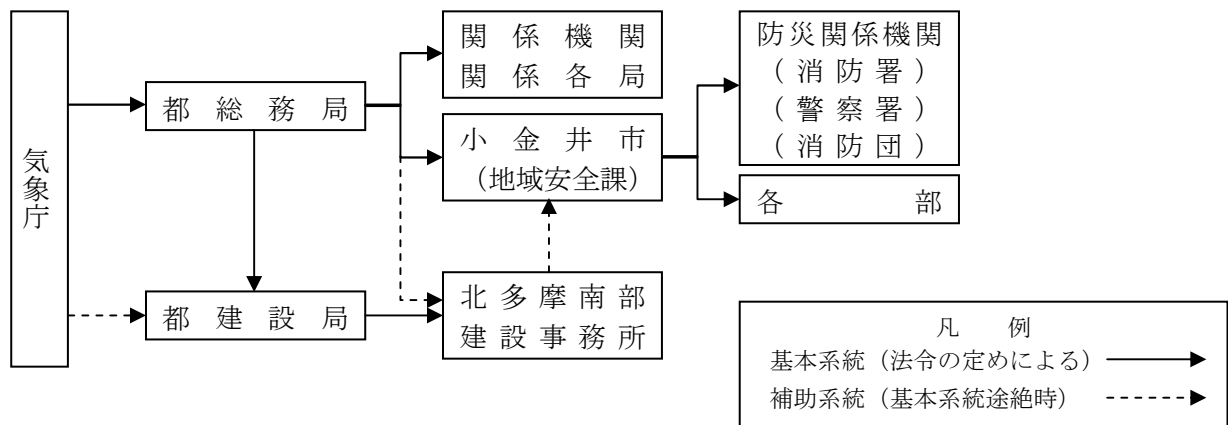 気象庁
都総務局
都建設局
関係機関
関係各局
小金井市
(地域安全課)
北多摩南部
建設事務所
防災関係機関
(消防署)
(警察署)
(消防団)
各部
凡例
基本系統(法令の定めによる)
補助系統(基本系統途絶時)